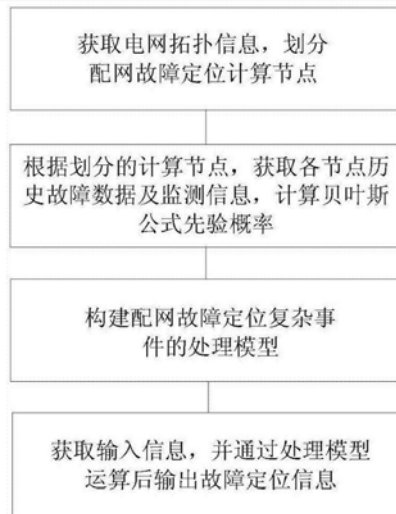 获取电网拓扑信息，划分
配网故障定位计算节点
根据划分的计算节点，获取各节点历
史故障数据及监测信息，计算贝叶斯
公式先验概率
构建配网故障定位复杂事
件的处理模型
获取输入信息，并通过处理模型
运算后输出故障定位信息